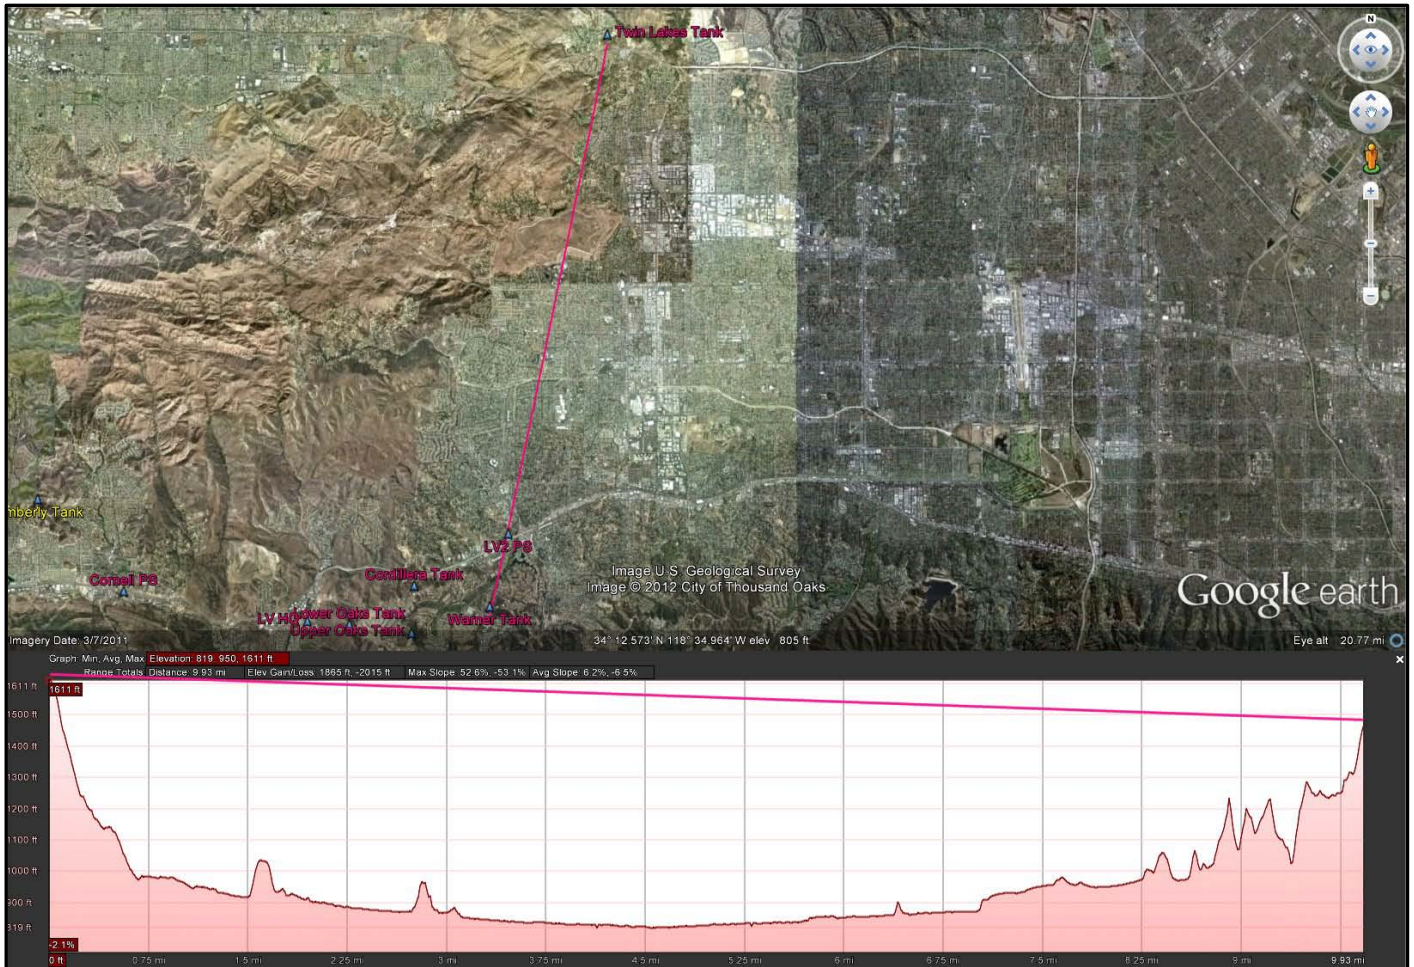 N
Twin Lakes Tank
mberly Tank
LV2 PS
Cornell PS
Cordillera Tank
LV HQ
Lower Oaks Tank
Upper Oaks Tank
Warner Tank
Image U.S. Geological Survey
Image © 2012 City of Thousand Oaks
Google earth
Imagery Date: 3/7/2011
34° 12.573' N 118° 34.964' W elev 805 ft
Eye alt 20.77 mi
Graph: Min, Avg, Max Elevation: 819, 950, 1611 ft
Range Totals: Distance: 9.93 mi Elev Gain/Loss: 1865 ft, -2015 ft Max Slope: 52.6%, -53.1% Avg Slope: 6.2%, -6.5%
1611 ft
1611 ft
1500 ft
1400 ft
1300 ft
1200 ft
1100 ft
1000 ft
900 ft
819 ft
-2.1%
0 ft 0.75 mi 1.5 mi 2.25 mi 3 mi 3.75 mi 4.5 mi 5.25 mi 6 mi 6.75 mi 7.5 mi 8.25 mi 9 mi 9.93 mi